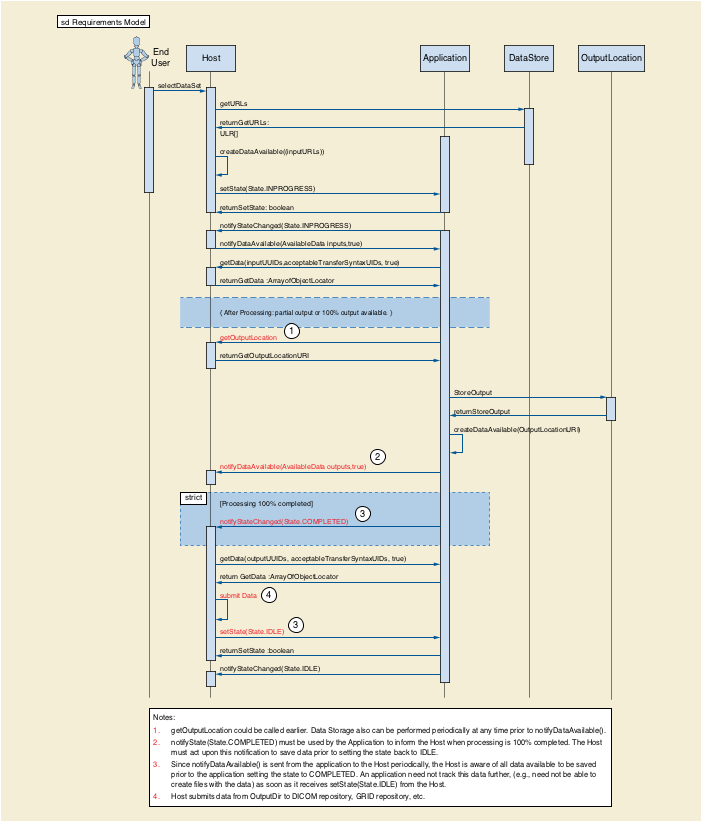 sd Requirements Model
End
User
Host
Application
DataStore
OutputLocation
selectDataSet
getURLs
returnGetURLs:
ULR[]
createDataAvailable((inputURLs))
setState(State.INPROGRESS)
returnSetState: boolean
notifyStateChanged(State.INPROGRESS)
notifyDataAvailable(AvailableData inputs,true)
getData(inputUUIDs,acceptableTransferSyntaxUIDs, true)
returnGetData :ArrayofObjectLocator
{ After Processing: partial output or 100% output available. }
1
getOutputLocation
returnGetOutputLocationURI
StoreOutput
returnStoreOutput
createDataAvailable(OutputLocationURI)
2
notifyDataAvailable(AvailableData outputs,true)
strict
[Processing 100% completed]
3
notifyStateChanged(State.COMPLETED)
getData(outputUUIDs, acceptableTransferSyntaxUIDs, true)
return GetData :ArrayOfObjectLocator
submit Data
4
3
setState(State.IDLE)
returnSetState :boolean
notifyStateChanged(State.IDLE)
Notes:
1. getOutputLocation could be called earlier. Data Storage also can be performed periodically at any time prior to notifyDataAvailable().
2. notifyState(State.COMPLETED) must be used by the Application to inform the Host when processing is 100% completed. The Host
must act upon this notification to save data prior to setting the state back to IDLE.
3. Since notifyDataAvailable() is sent from the application to the Host periodically, the Host is aware of all data available to be saved
prior to the application setting the state to COMPLETED. An application need not track this data further, (e.g., need not be able to
create files with the data) as soon as it receives setState(State.IDLE) from the Host.
4. Host submits data from OutputDir to DICOM repository, GRID repository, etc.